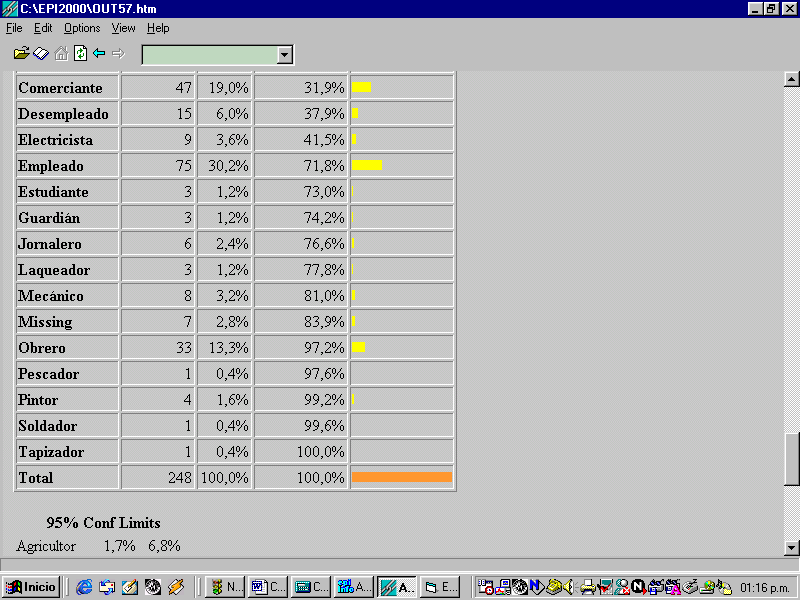 C:\EPI2000\OUT57.htm
File Edit Options View Help
Comerciante 47 19,0% 31,9%
Desempleado 15 6,0% 37,9%
Electricista 9 3,6% 41,5%
Empleado 75 30,2% 71,8%
Estudiante 3 1,2% 73,0%
Guardián 3 1,2% 74,2%
Jornalero 6 2,4% 76,6%
Laqueador 3 1,2% 77,8%
Mecánico 8 3,2% 81,0%
Missing 7 2,8% 83,9%
Obrero 33 13,3% 97,2%
Pescador 1 0,4% 97,6%
Pintor 4 1,6% 99,2%
Soldador 1 0,4% 99,6%
Tapizador 1 0,4% 100,0%
Total 248 100,0% 100,0%
95% Conf Limits
Agricultor 1,7% 6,8%
Inicio N... C... C... A... A... E... 01:16 p.m.